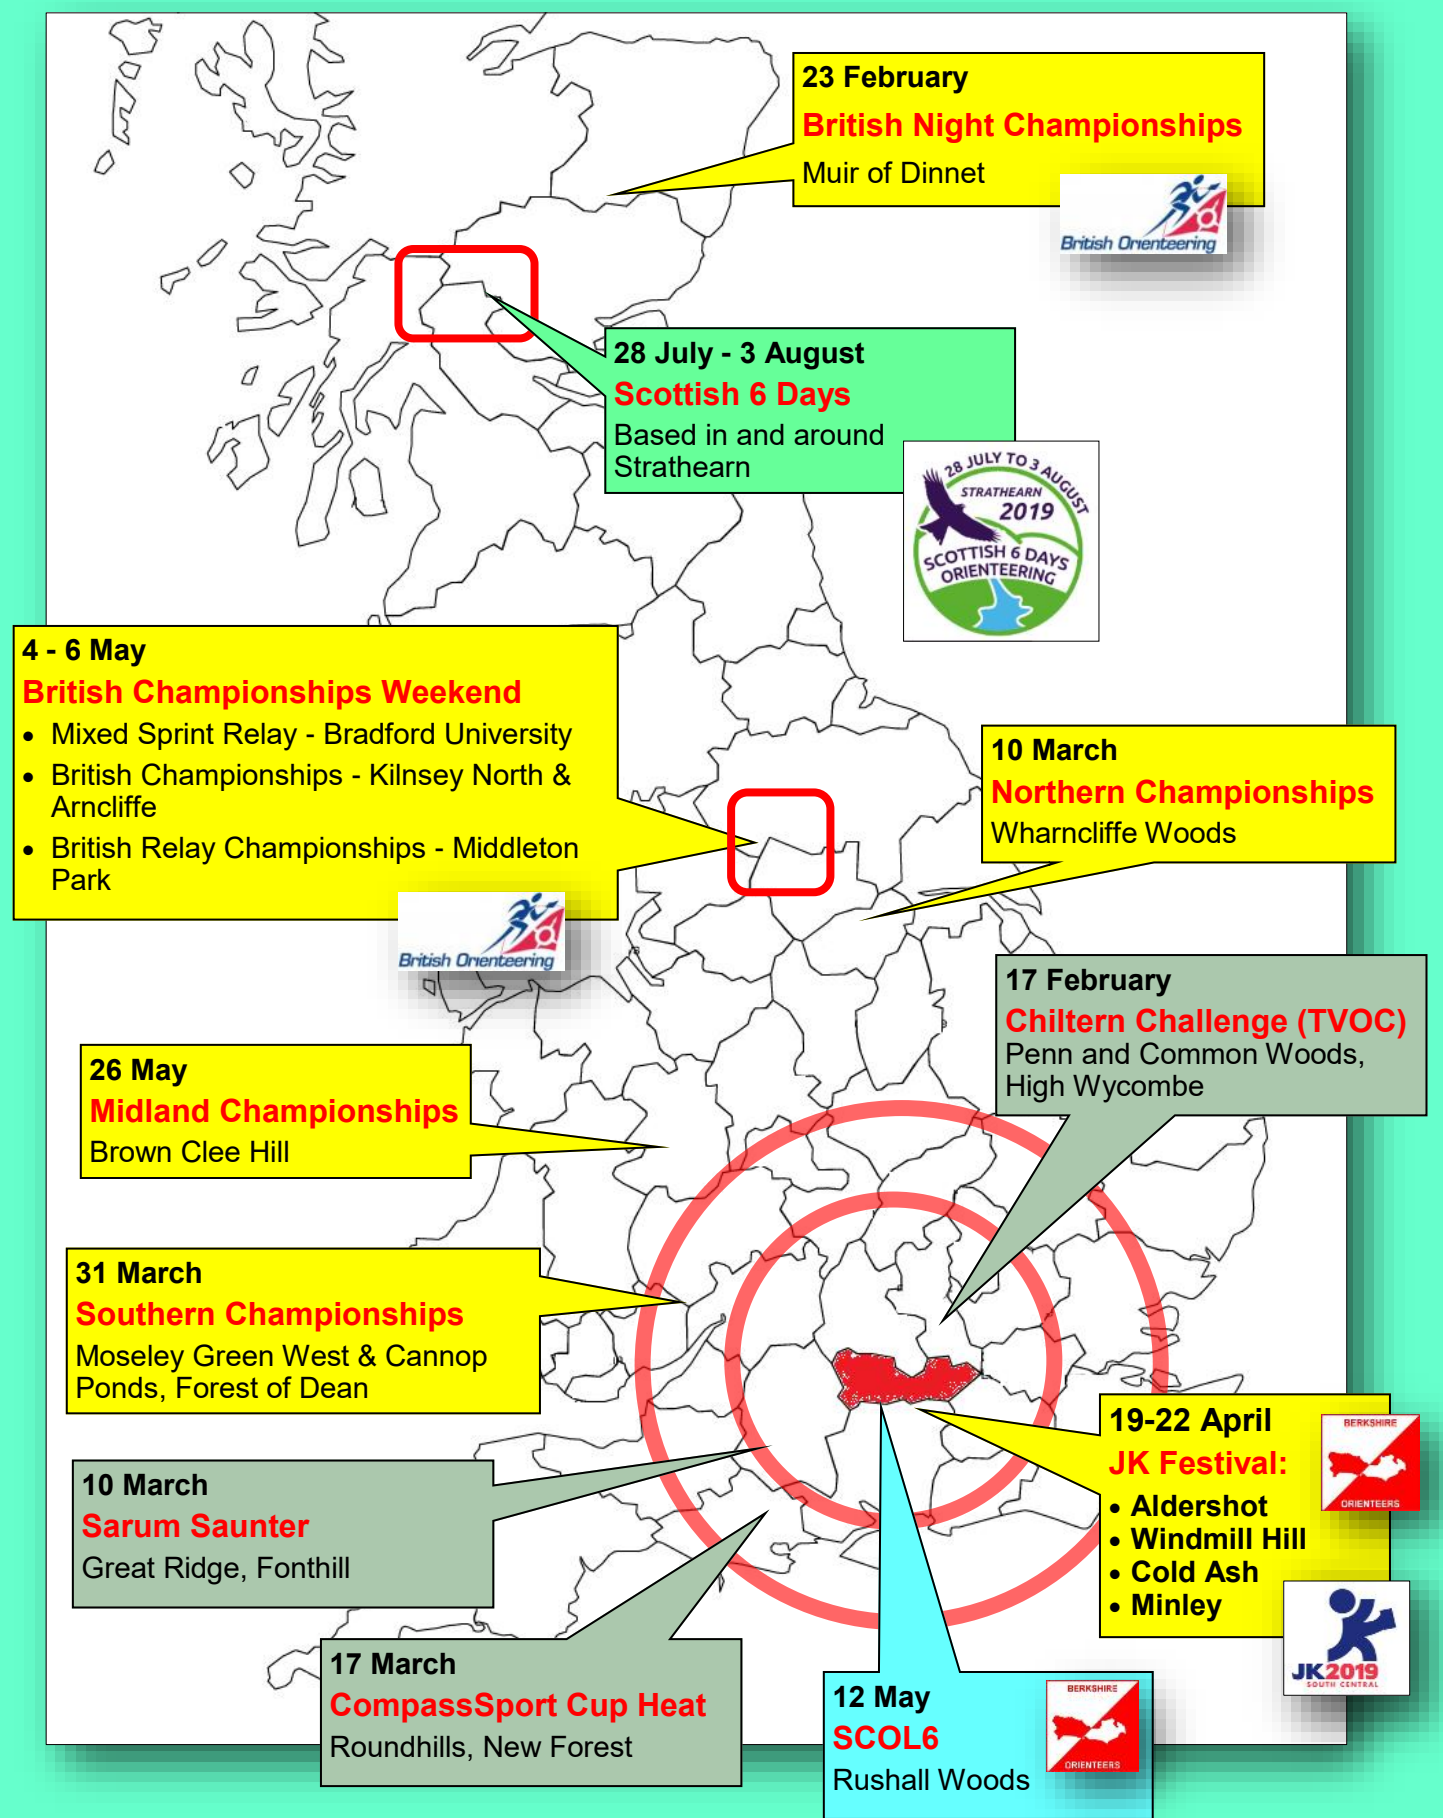 23 February
British Night Championships
Muir of Dinnet
British Orienteering
28 July - 3 August
Scottish 6 Days
Based in and around
Strathearn
28 JULY TO 3 AUGUST
STRATHEARN
2019
SCOTTISH 6 DAYS
ORIENTEERING
4 - 6 May
British Championships Weekend
• Mixed Sprint Relay - Bradford University
• British Championships - Kilnsey North &
Arncliffe
• British Relay Championships - Middleton
Park
British Orienteering
10 March
Northern Championships
Wharncliffe Woods
17 February
Chiltern Challenge (TVOC)
Penn and Common Woods,
High Wycombe
26 May
Midland Championships
Brown Clee Hill
31 March
Southern Championships
Moseley Green West & Cannop
Ponds, Forest of Dean
19-22 April
JK Festival:
• Aldershot
• Windmill Hill
• Cold Ash
• Minley
BERKSHIRE
ORIENTEERS
JK2019
SOUTH CENTRAL
10 March
Sarum Saunter
Great Ridge, Fonthill
17 March
CompassSport Cup Heat
Roundhills, New Forest
12 May
SCOL6
Rushall Woods
BERKSHIRE
ORIENTEERS